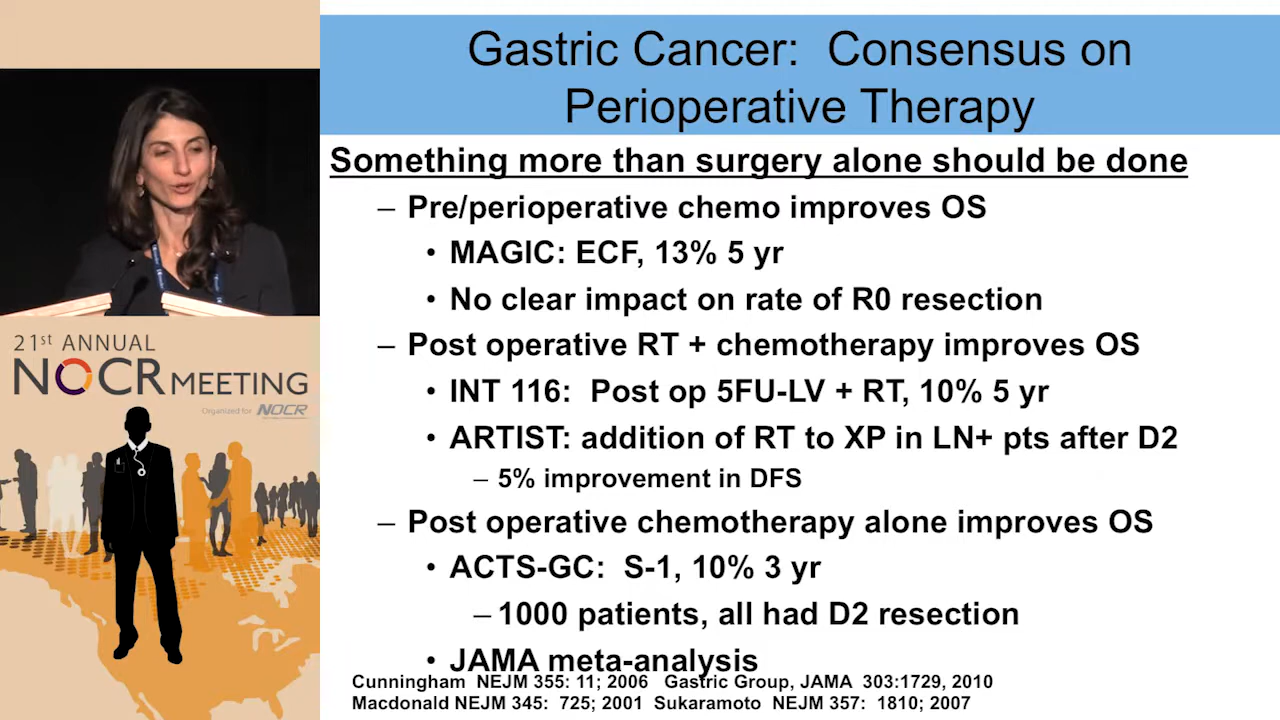 Gastric Cancer: Consensus on
Perioperative Therapy
Something more than surgery alone should be done
– Pre/perioperative chemo improves OS
• MAGIC: ECF, 13% 5 yr
• No clear impact on rate of R0 resection
– Post operative RT + chemotherapy improves OS
• INT 116: Post op 5FU-LV + RT, 10% 5 yr
• ARTIST: addition of RT to XP in LN+ pts after D2
– 5% improvement in DFS
– Post operative chemotherapy alone improves OS
• ACTS-GC: S-1, 10% 3 yr
– 1000 patients, all had D2 resection
• JAMA meta-analysis
Cunningham NEJM 355: 11; 2006 Gastric Group, JAMA 303:1729, 2010
Macdonald NEJM 345: 725; 2001 Sukaramoto NEJM 357: 1810; 2007
21st ANNUAL
NOCR MEETING
Organized for NOCR